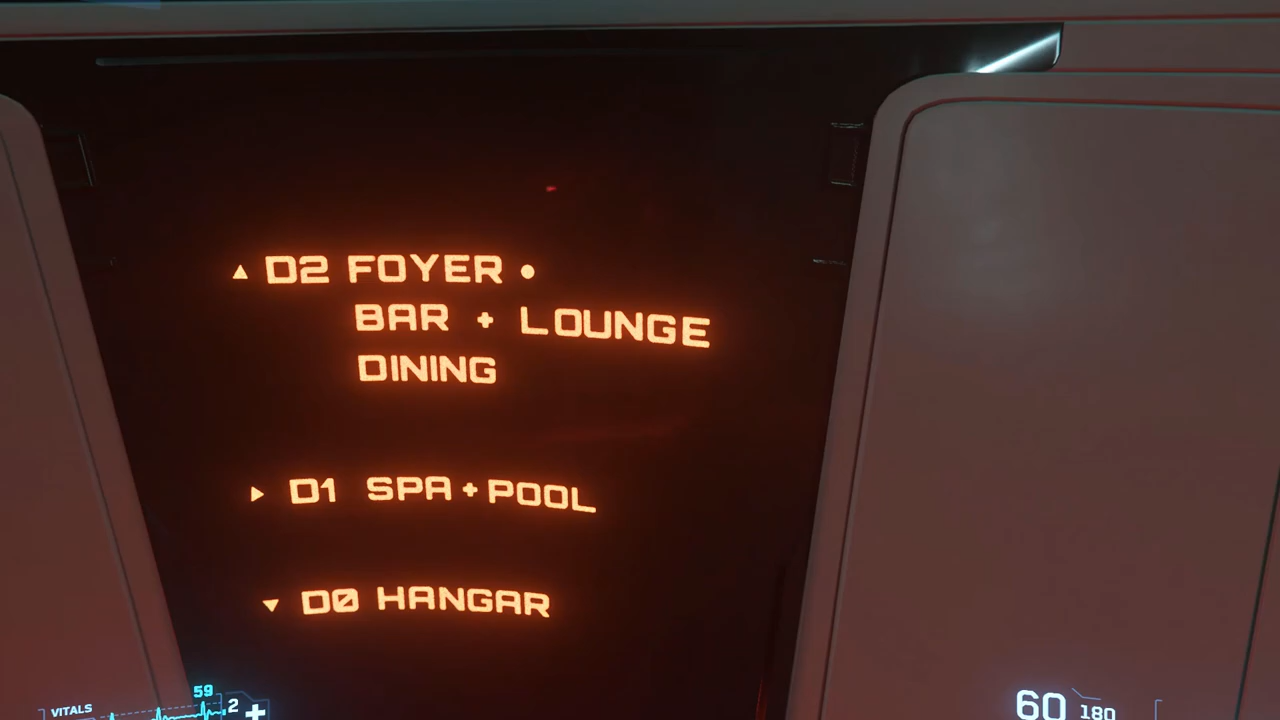 ▲ D2 FOYER •
BAR + LOUNGE
DINING
▶ D1 SPA + POOL
▼ D0 HANGAR
59
VITALS
2 +
60 180